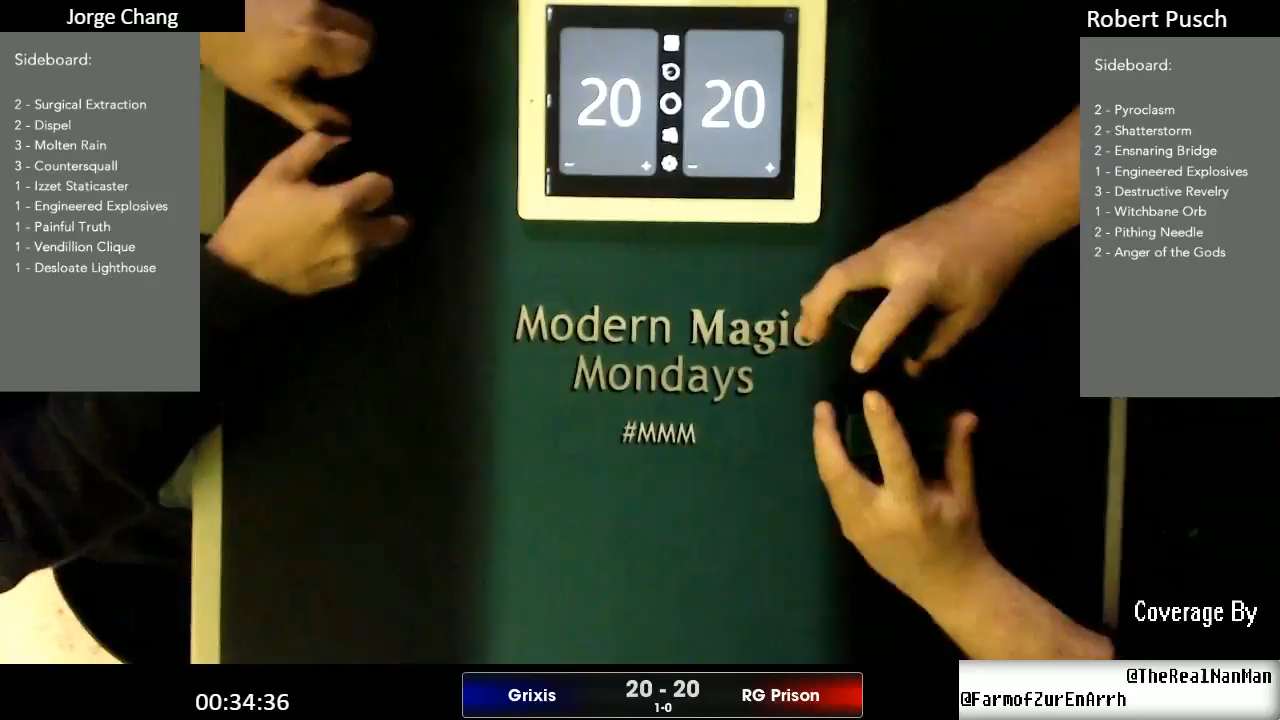 Jorge Chang
Sideboard:
2 - Surgical Extraction
2 - Dispel
3 - Molten Rain
3 - Countersquall
1 - Izzet Staticaster
1 - Engineered Explosives
1 - Painful Truth
1 - Vendillion Clique
1 - Desloate Lighthouse
20 20
Robert Pusch
Sideboard:
2 - Pyroclasm
2 - Shatterstorm
2 - Ensnaring Bridge
1 - Engineered Explosives
3 - Destructive Revelry
1 - Witchbane Orb
2 - Pithing Needle
2 - Anger of the Gods
Modern Magic
Mondays
#MMM
Coverage By
@TheRealNanMan
@FarmofZurEnArrh
00:34:36
Grixis 20 - 20 RG Prison
1-0